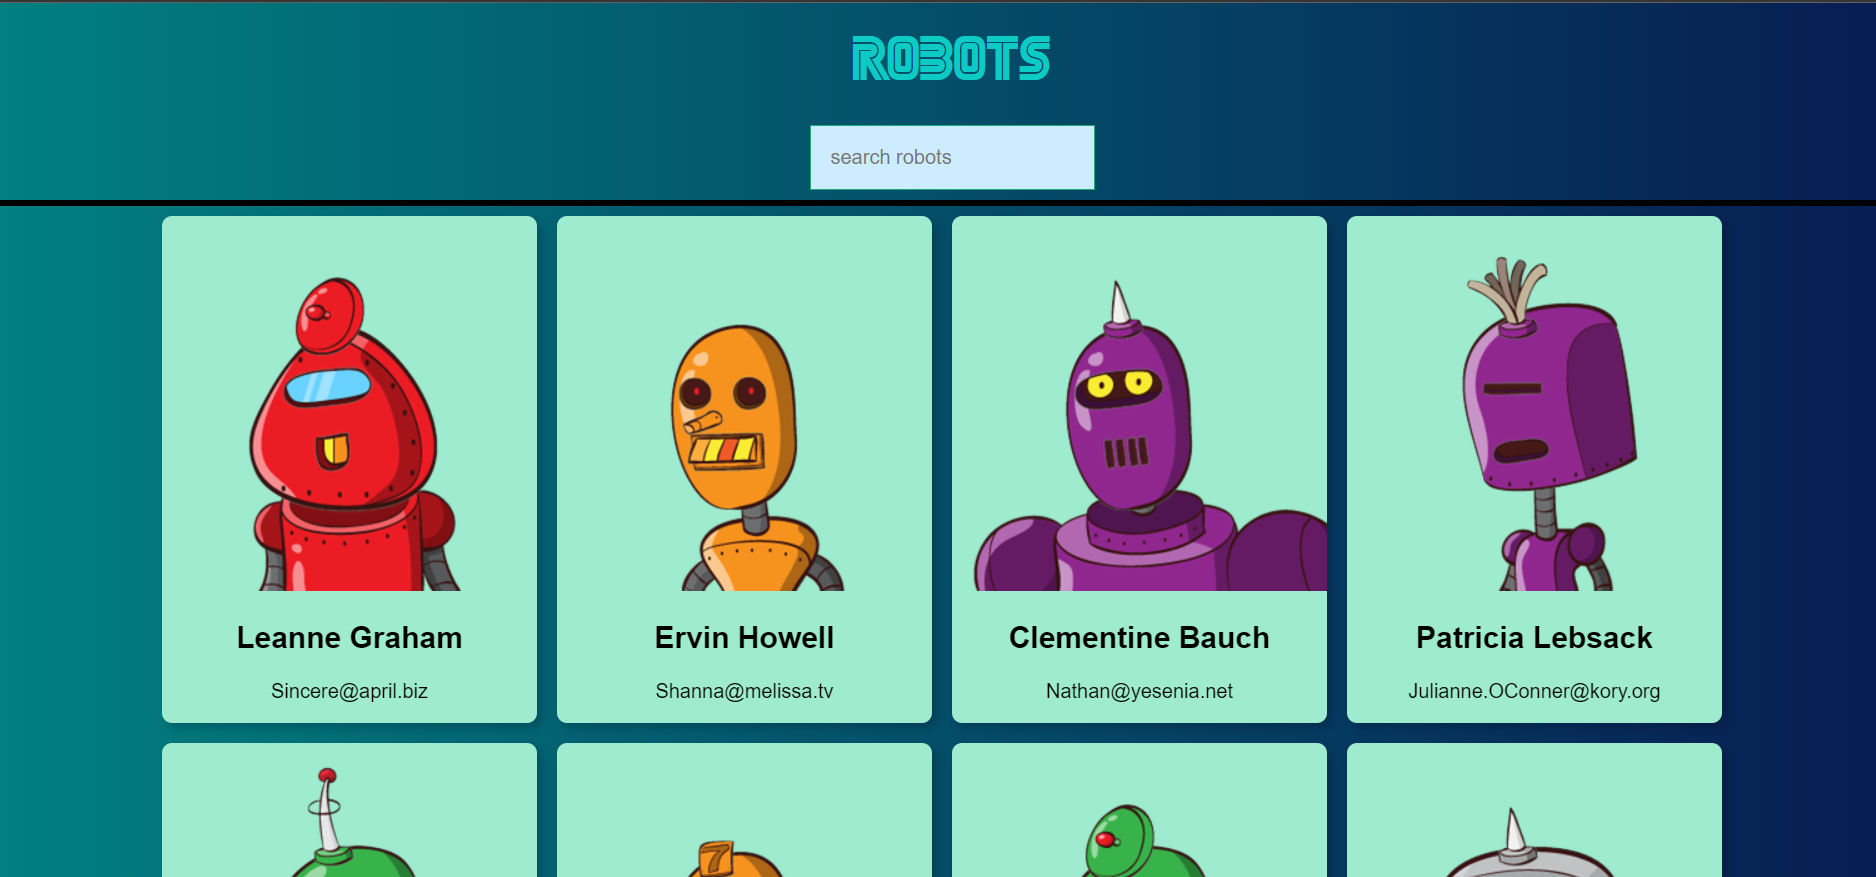 ROBOTS
search robots
Leanne Graham
Sincere@april.biz
Ervin Howell
Shanna@melissa.tv
Clementine Bauch
Nathan@yesenia.net
Patricia Lebsack
Julianne.OConner@kory.org
7